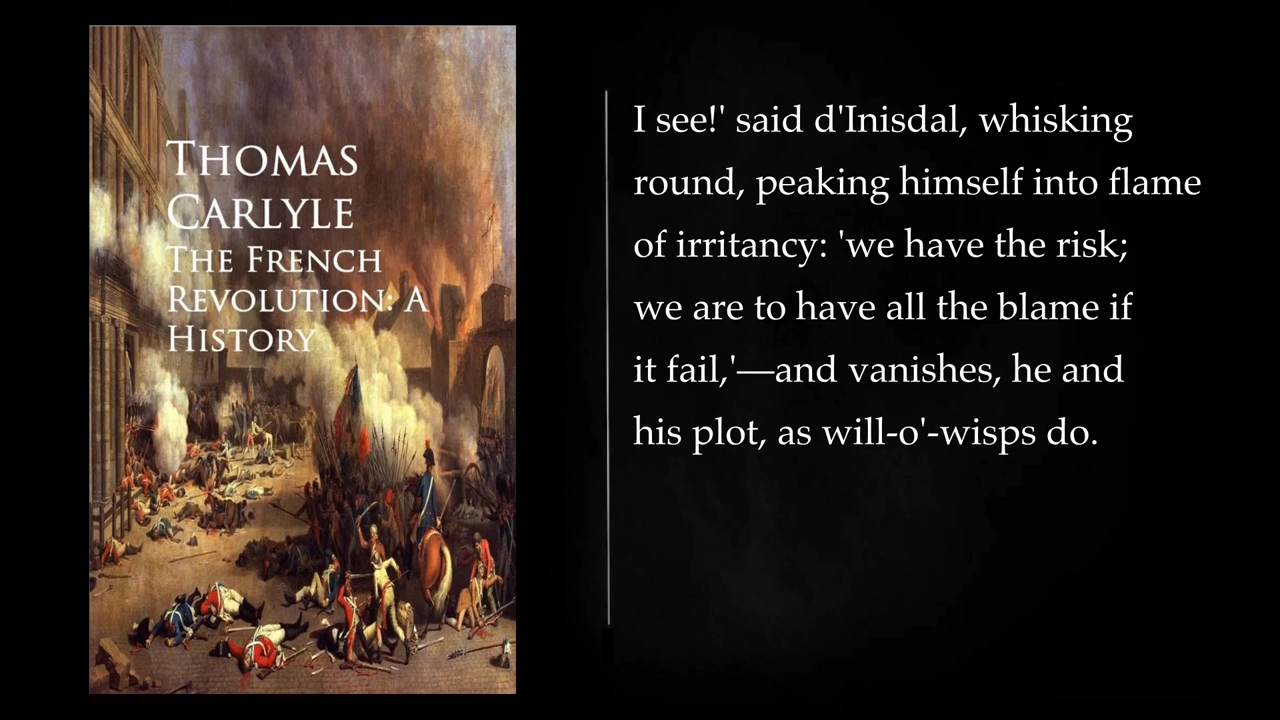 THOMAS
CARLYLE
THE FRENCH
REVOLUTION: A
HISTORY
I see!' said d'Inisdal, whisking
round, peaking himself into flame
of irritancy: 'we have the risk;
we are to have all the blame if
it fail,'—and vanishes, he and
his plot, as will-o'-wisps do.